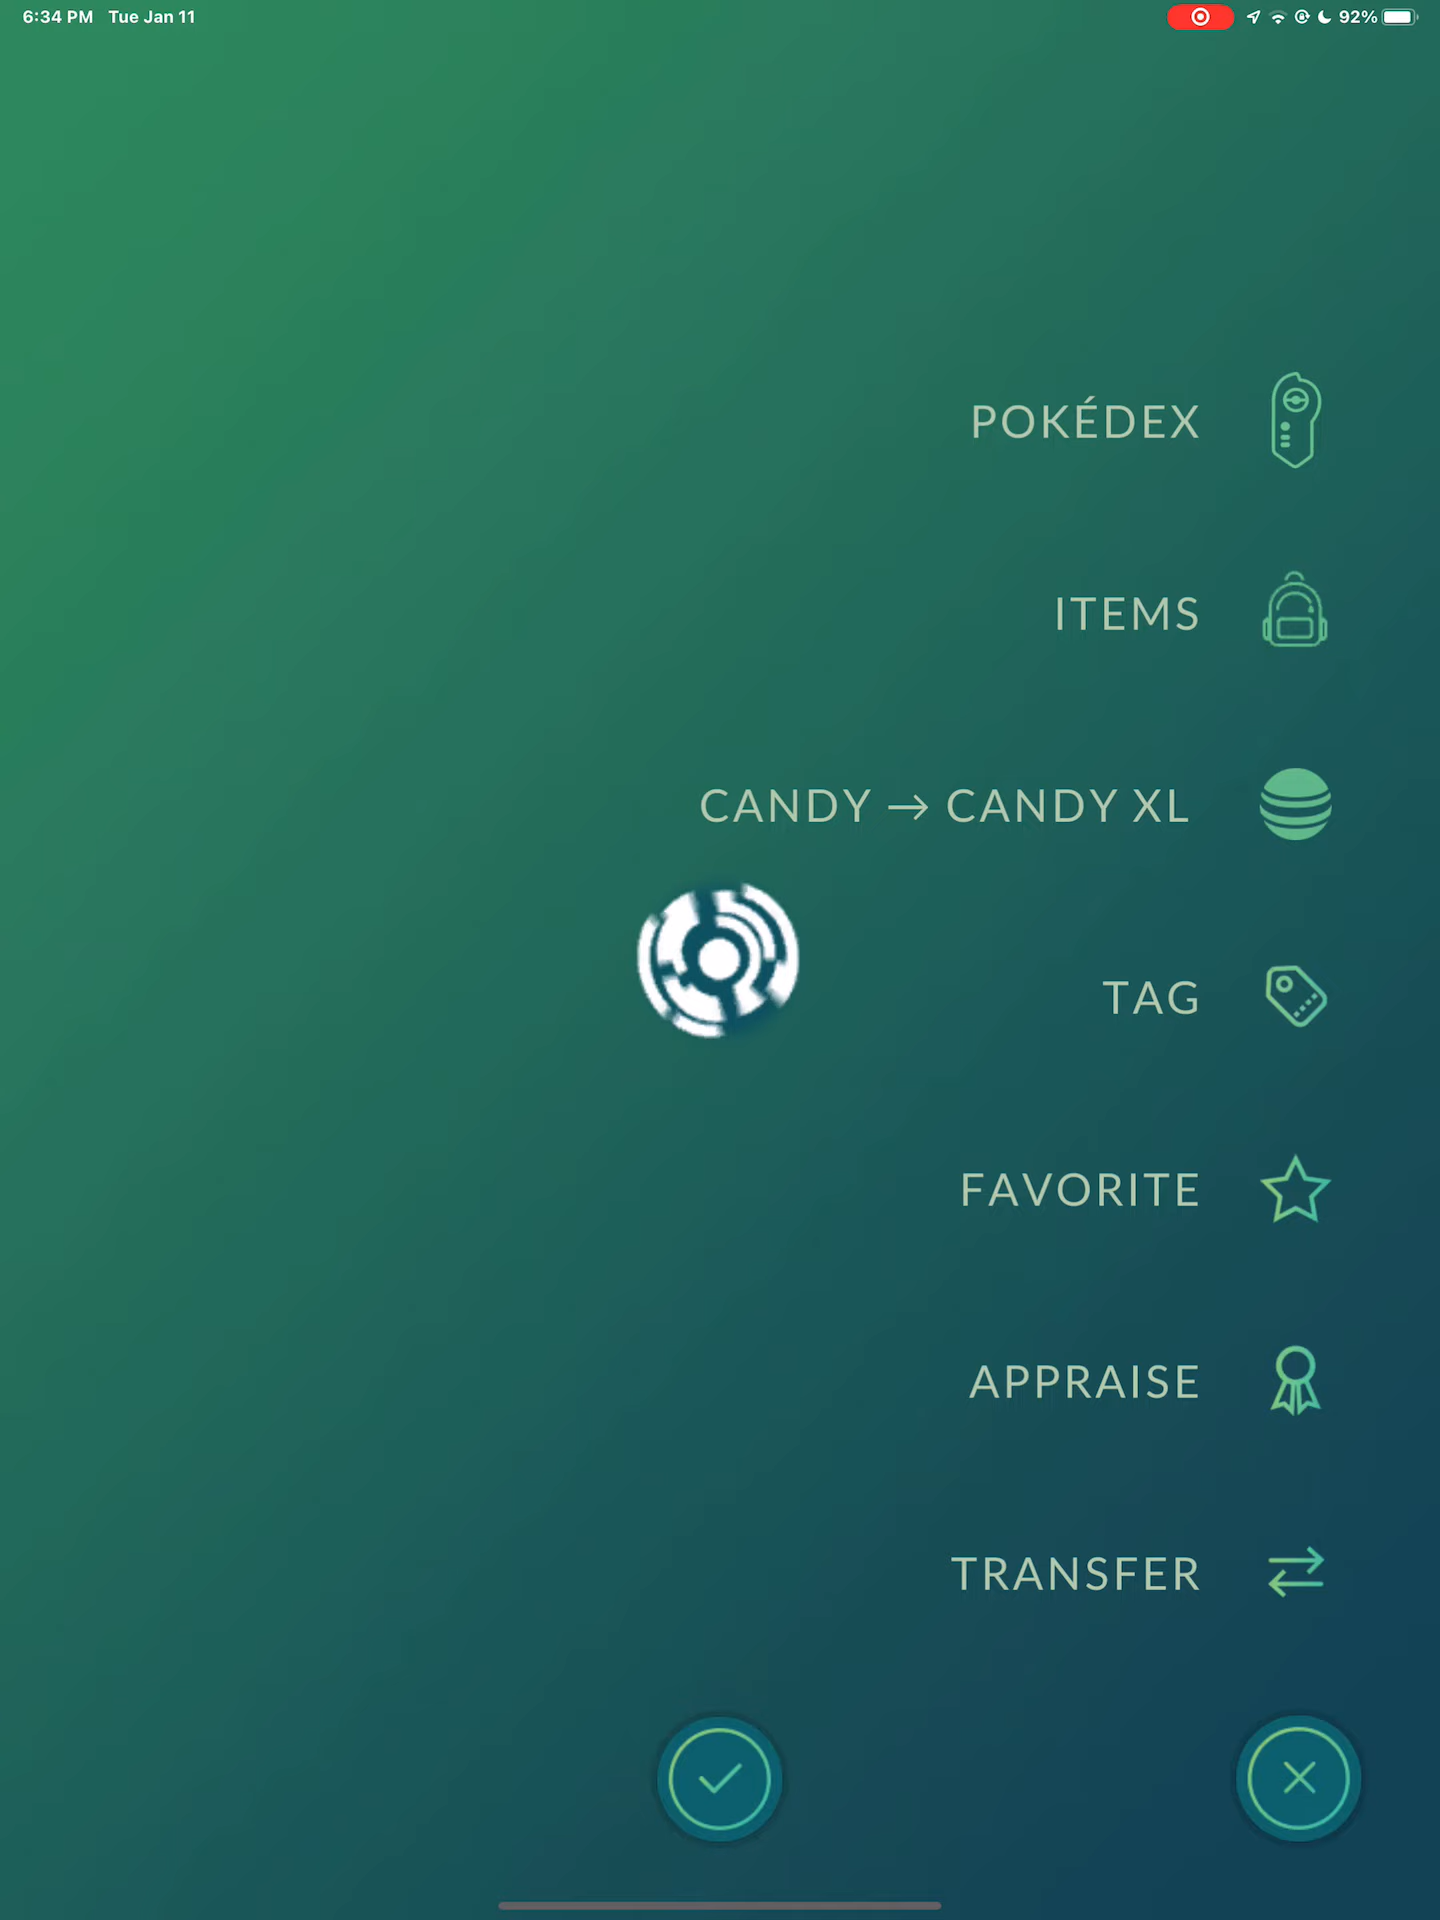 6:34 PM Tue Jan 11
92%
POKÉDEX
ITEMS
CANDY → CANDY XL
TAG
FAVORITE
APPRAISE
TRANSFER